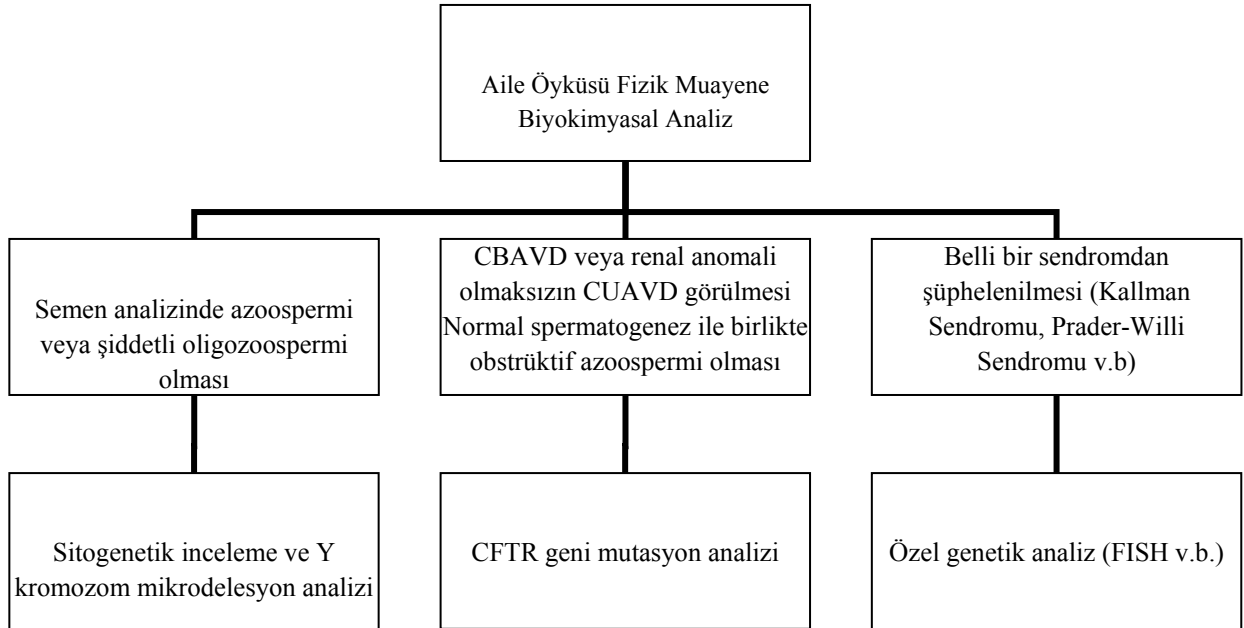 Aile Öyküsü Fizik Muayene
Biyokimyasal Analiz
Semen analizinde azoospermi
veya şiddetli oligozoospermi
olması
CBAVD veya renal anomali
olmaksızın CUAVD görülmesi
Normal spermatogenez ile birlikte
obstrüktif azoospermi olması
Belli bir sendromdan
şüphelenilmesi (Kallman
Sendromu, Prader-Willi
Sendromu v.b)
Sitogenetik inceleme ve Y
kromozom mikrodelesyon analizi
CFTR geni mutasyon analizi
Özel genetik analiz (FISH v.b.)